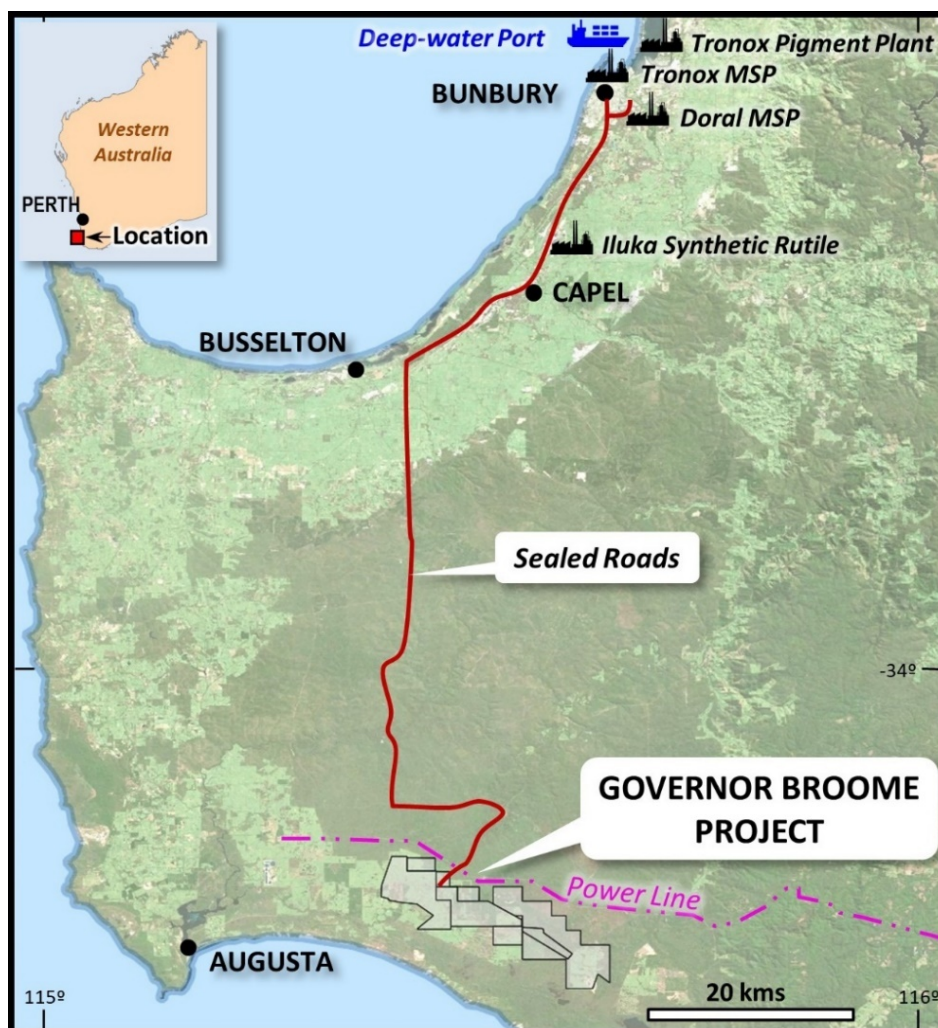 Deep-water Port
Tronox Pigment Plant
Tronox MSP
BUNBURY
Doral MSP
Western
Australia
PERTH
Location
Iluka Synthetic Rutile
CAPEL
BUSSELTON
Sealed Roads
-34º
GOVERNOR BROOME
PROJECT
Power Line
AUGUSTA
115º
20 kms
116º